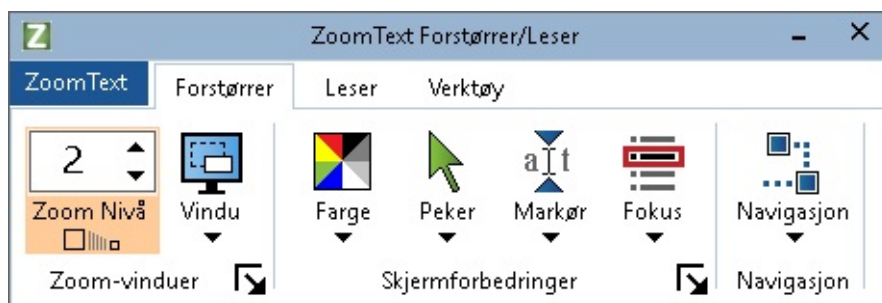 Z ZoomText Forstørrer/Leser
ZoomText Forstørrer Leser Verktøy
2
Zoom Nivå Vindu Farge Peker Markør Fokus Navigasjon
Zoom-vinduer Skjermforbedringer Navigasjon